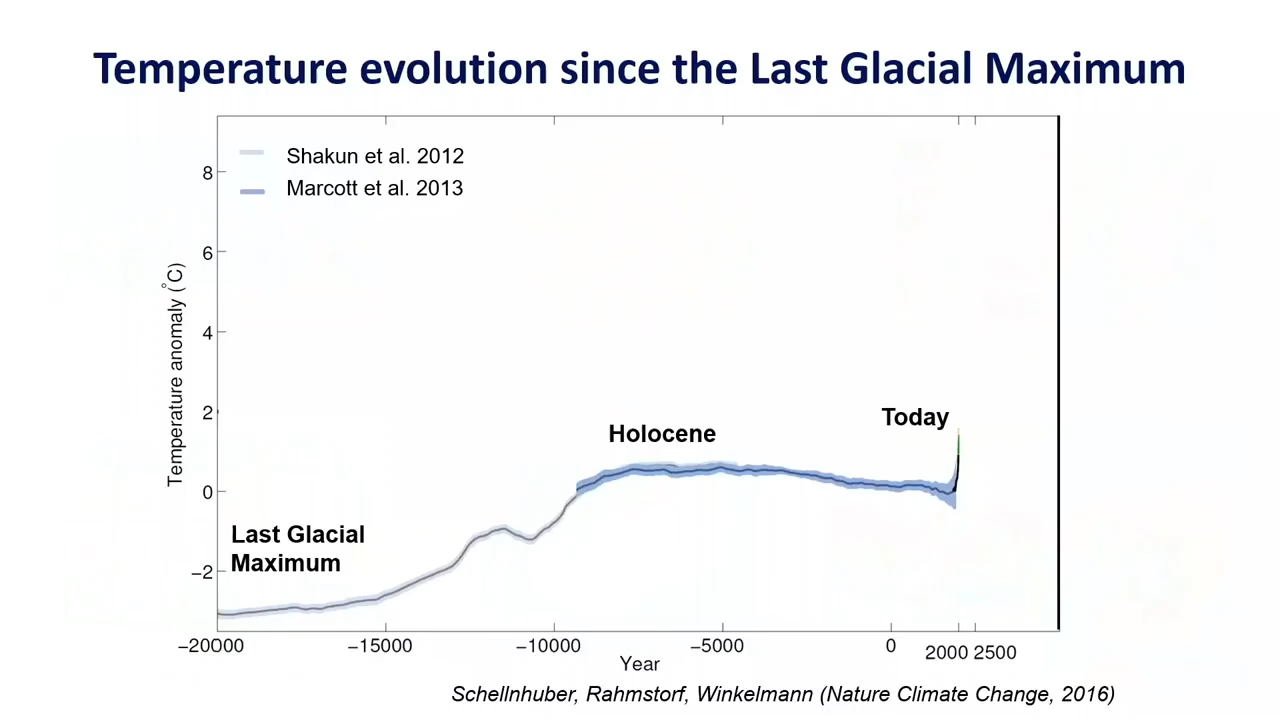 Temperature evolution since the Last Glacial Maximum
Shakun et al. 2012
Marcott et al. 2013
8
6
4
2
0
−2
Temperature anomaly (°C)
Today
Holocene
Last Glacial
Maximum
−20000
−15000
−10000
−5000
0
2000 2500
Year
Schellnhuber, Rahmstorf, Winkelmann (Nature Climate Change, 2016)